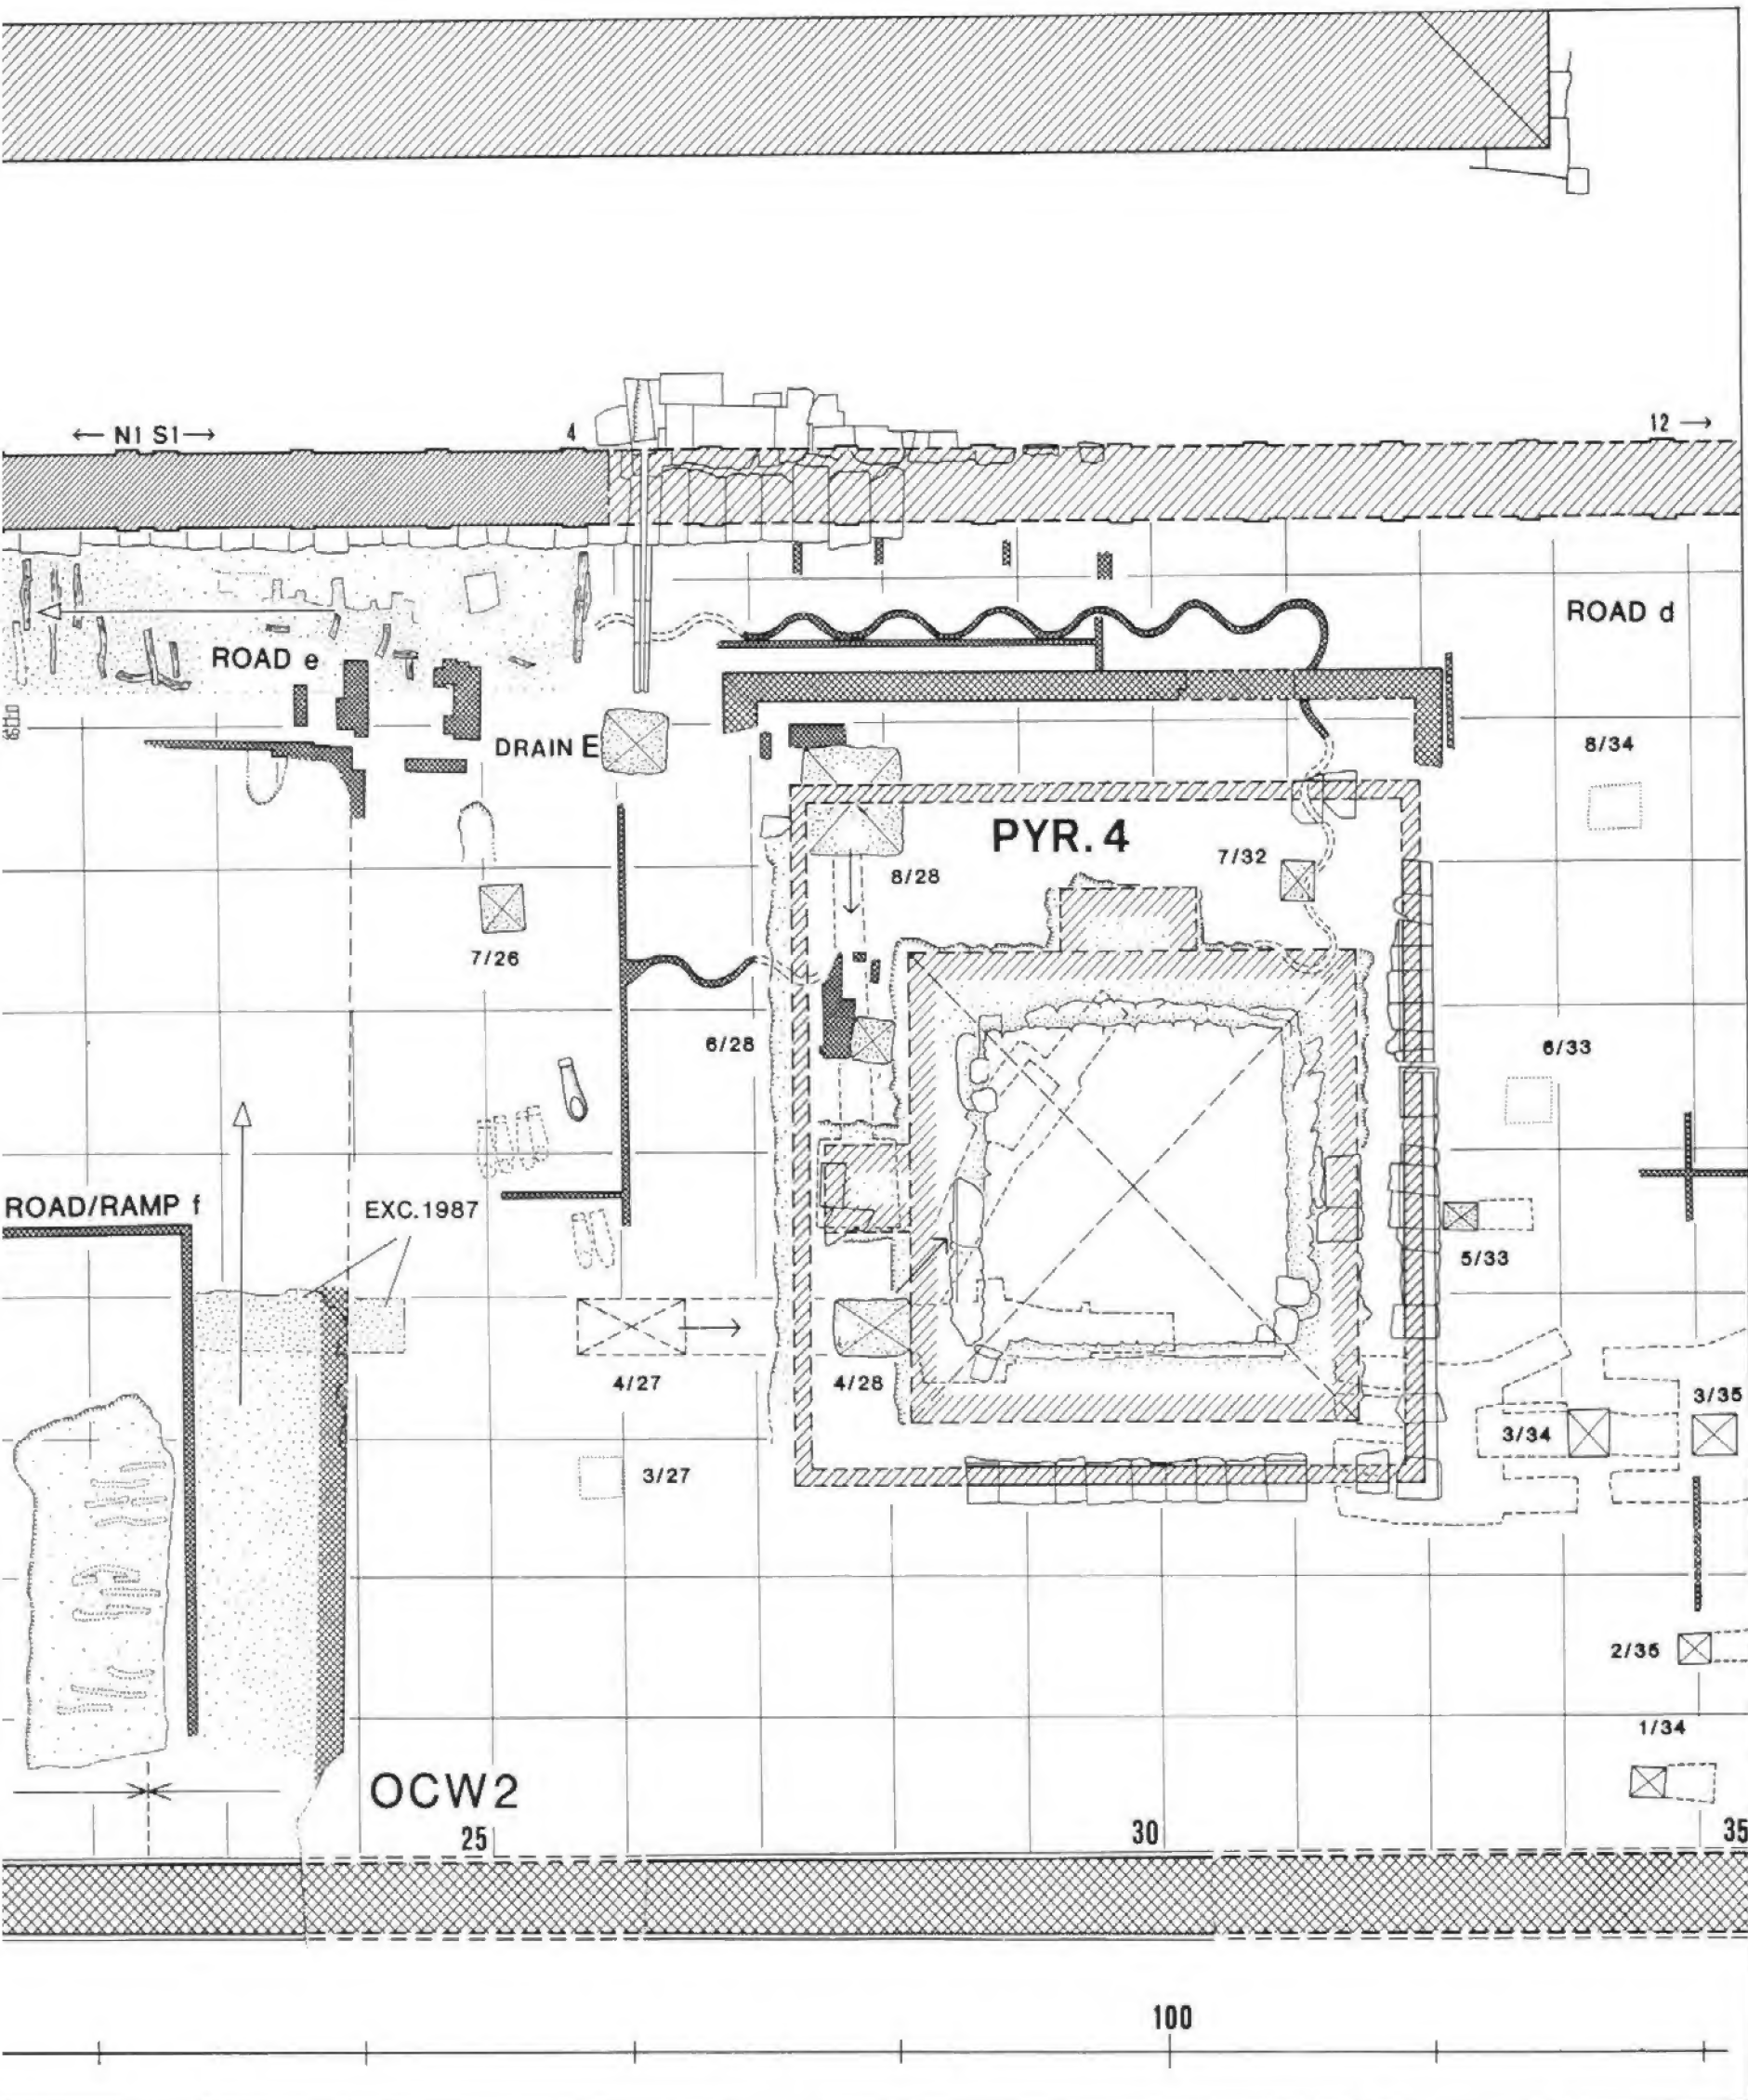 ← N1 S1→
4
12 →
ROAD d
ROAD e
DRAIN E
8/34
PYR. 4
7/32
8/28
7/26
6/28
6/33
ROAD/RAMP f
EXC. 1987
5/33
4/27
4/28
3/35
3/34
3/27
2/35
1/34
OCW2
25
30
35
100